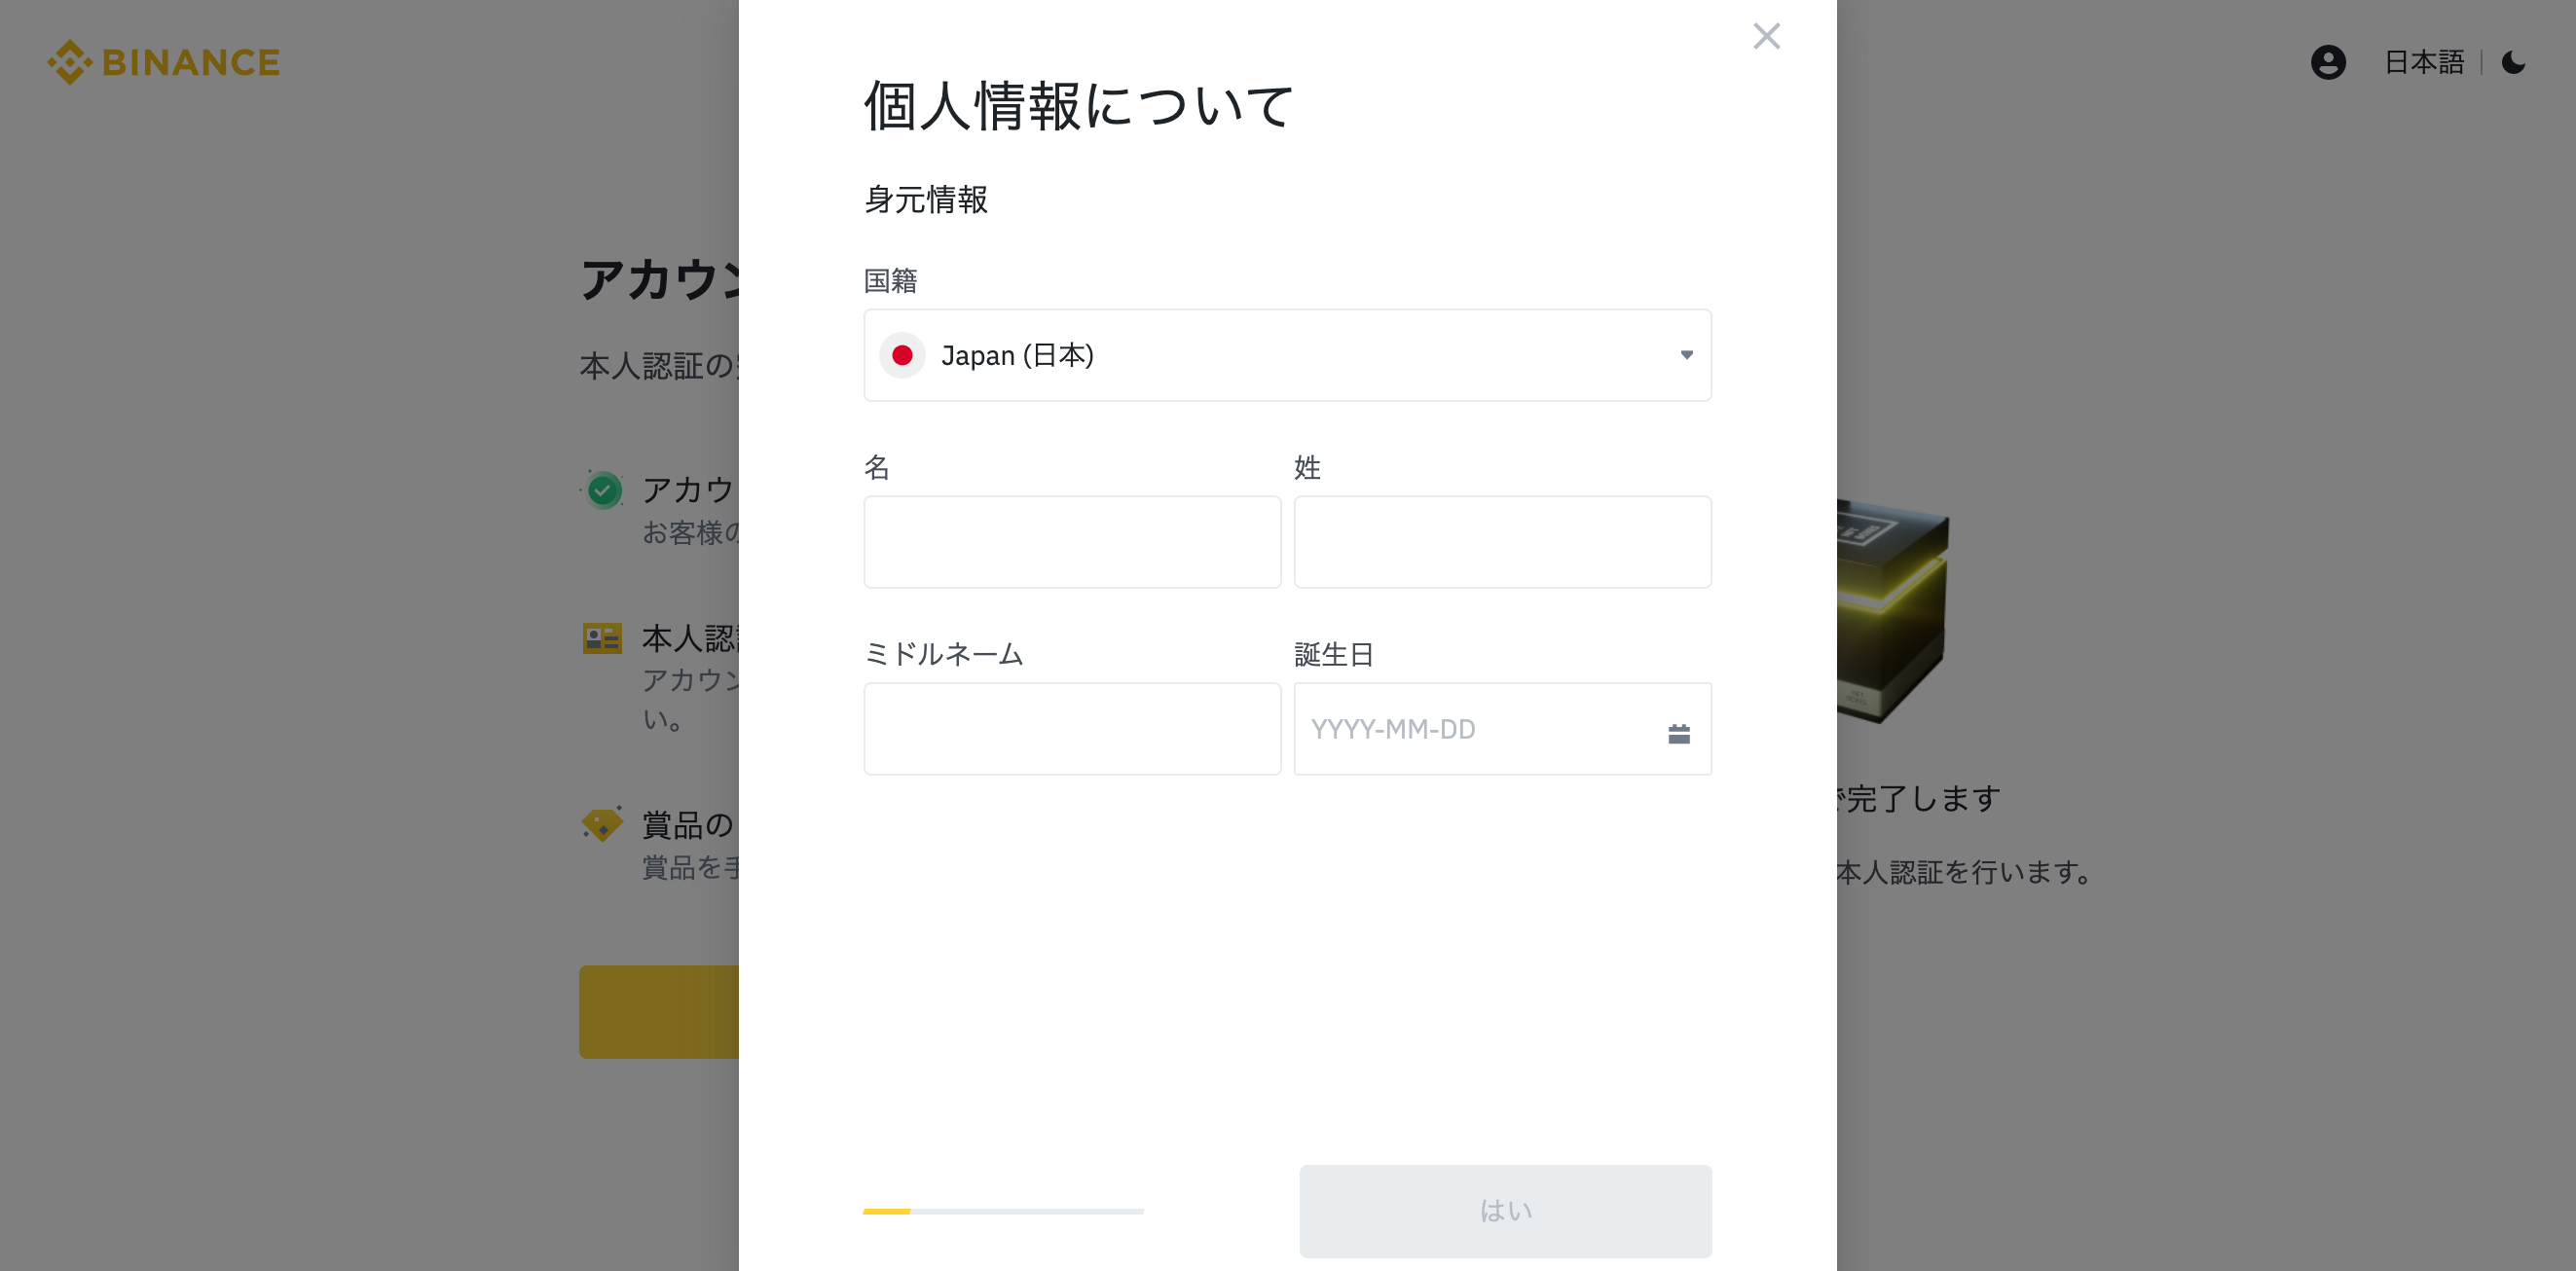 BINANCE
日本語
アカウン
本人認証の
アカウ
お客様の
本人認
アカウン
い。
賞品の
賞品を手
個人情報について
身元情報
国籍
Japan (日本)
名
姓
ミドルネーム
誕生日
YYYY-MM-DD
はい
で完了します
本人認証を行います。